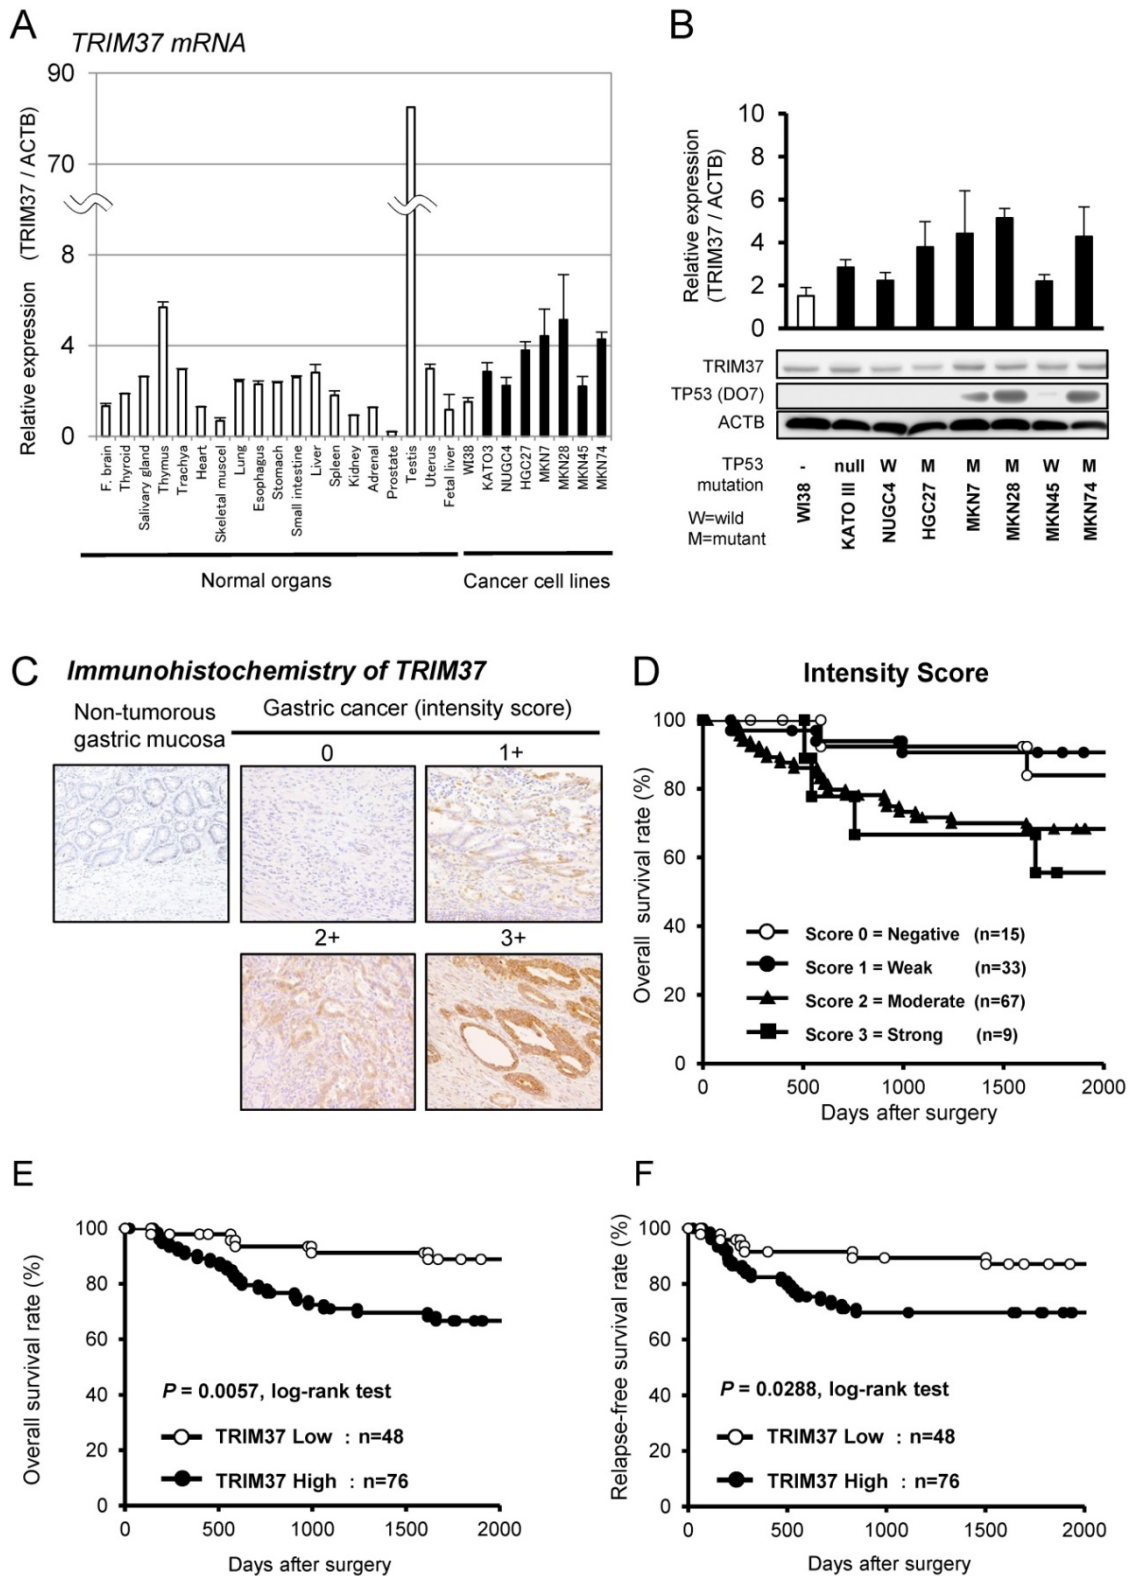 A
TRIM37 mRNA
Relative expression (TRIM37 / ACTB)
90
70
8
4
0
F. brain
Thyroid
Salivary gland
Thymus
Trachya
Heart
Skeletal muscel
Lung
Esophagus
Stomach
Small intestine
Liver
Spleen
Kidney
Adrenal
Prostate
Testis
Uterus
Fetal liver
WI38
KATO3
NUGC4
HGC27
MKN7
MKN28
MKN45
MKN74
Normal organs
Cancer cell lines
B
Relative expression
(TRIM37 / ACTB)
10
8
6
4
2
0
TRIM37
TP53 (DO7)
ACTB
TP53
mutation
- null W M M M W M
W=wild
M=mutant
WI38
KATO III
NUGC4
HGC27
MKN7
MKN28
MKN45
MKN74
C
Immunohistochemistry of TRIM37
Non-tumorous
gastric mucosa
Gastric cancer (intensity score)
0
1+
2+
3+
D
Intensity Score
Overall survival rate (%)
100
80
60
40
20
0
Score 0 = Negative (n=15)
Score 1 = Weak (n=33)
Score 2 = Moderate (n=67)
Score 3 = Strong (n=9)
0 500 1000 1500 2000
Days after surgery
E
Overall survival rate (%)
100
80
60
40
20
0
P = 0.0057, log-rank test
TRIM37 Low : n=48
TRIM37 High : n=76
0 500 1000 1500 2000
Days after surgery
F
Relapse-free survival rate (%)
100
80
60
40
20
0
P = 0.0288, log-rank test
TRIM37 Low : n=48
TRIM37 High : n=76
0 500 1000 1500 2000
Days after surgery